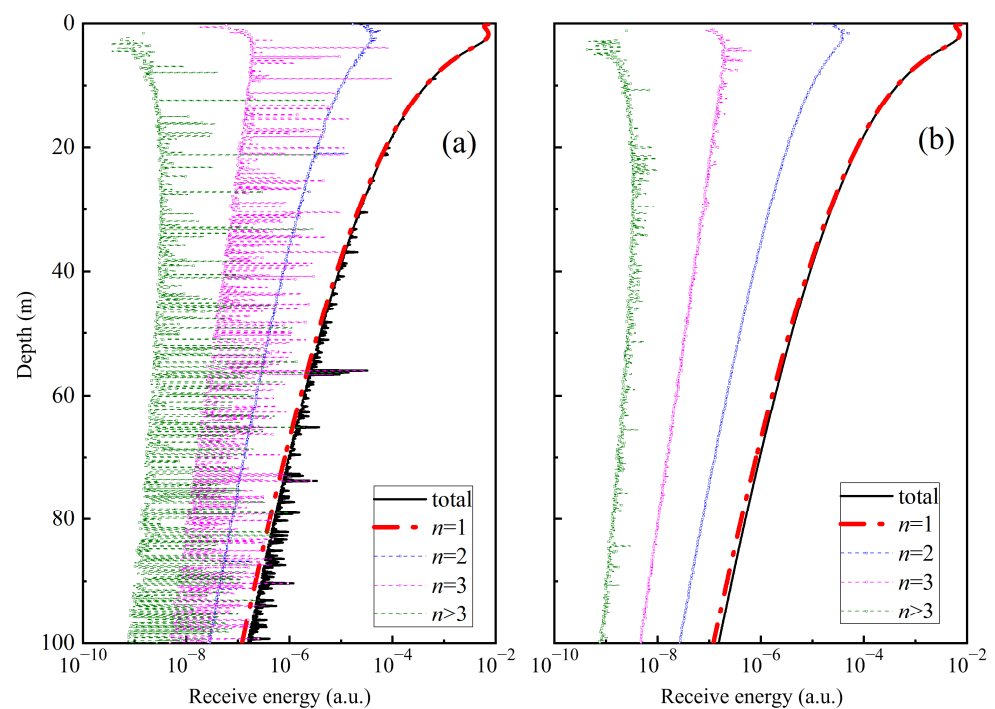 (a)
0
20
40
60
80
100
Depth (m)
10⁻¹⁰
10⁻⁸
10⁻⁶
10⁻⁴
10⁻²
Receive energy (a.u.)
total
n=1
n=2
n=3
n>3
(b)
10⁻¹⁰
10⁻⁸
10⁻⁶
10⁻⁴
10⁻²
Receive energy (a.u.)
total
n=1
n=2
n=3
n>3